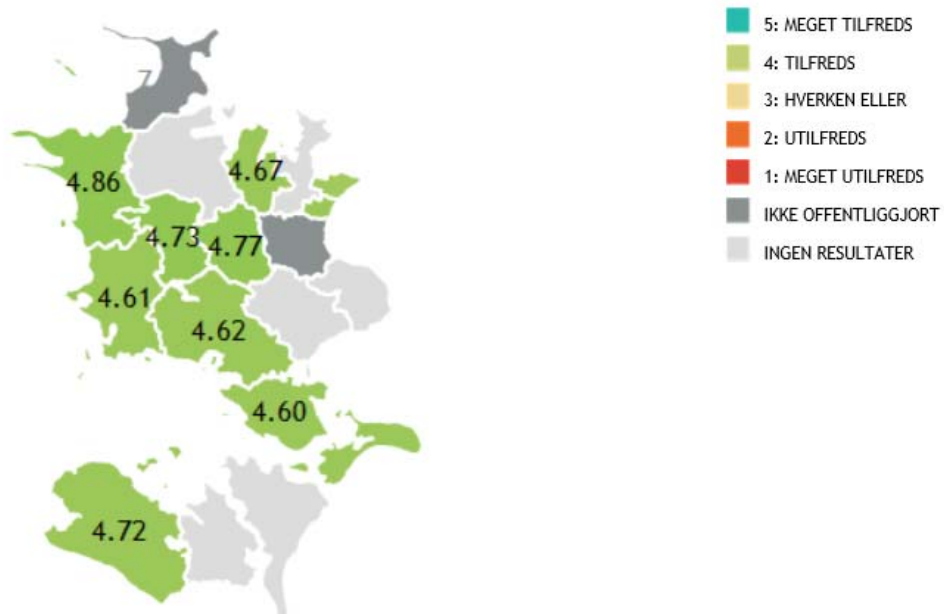 5: MEGET TILFREDS
4: TILFREDS
3: HVERKEN ELLER
2: UTILFREDS
1: MEGET UTILFREDS
IKKE OFFENTLIGGJORT
INGEN RESULTATER
7
4.86
4.67
4.73
4.77
4.61
4.62
4.60
4.72